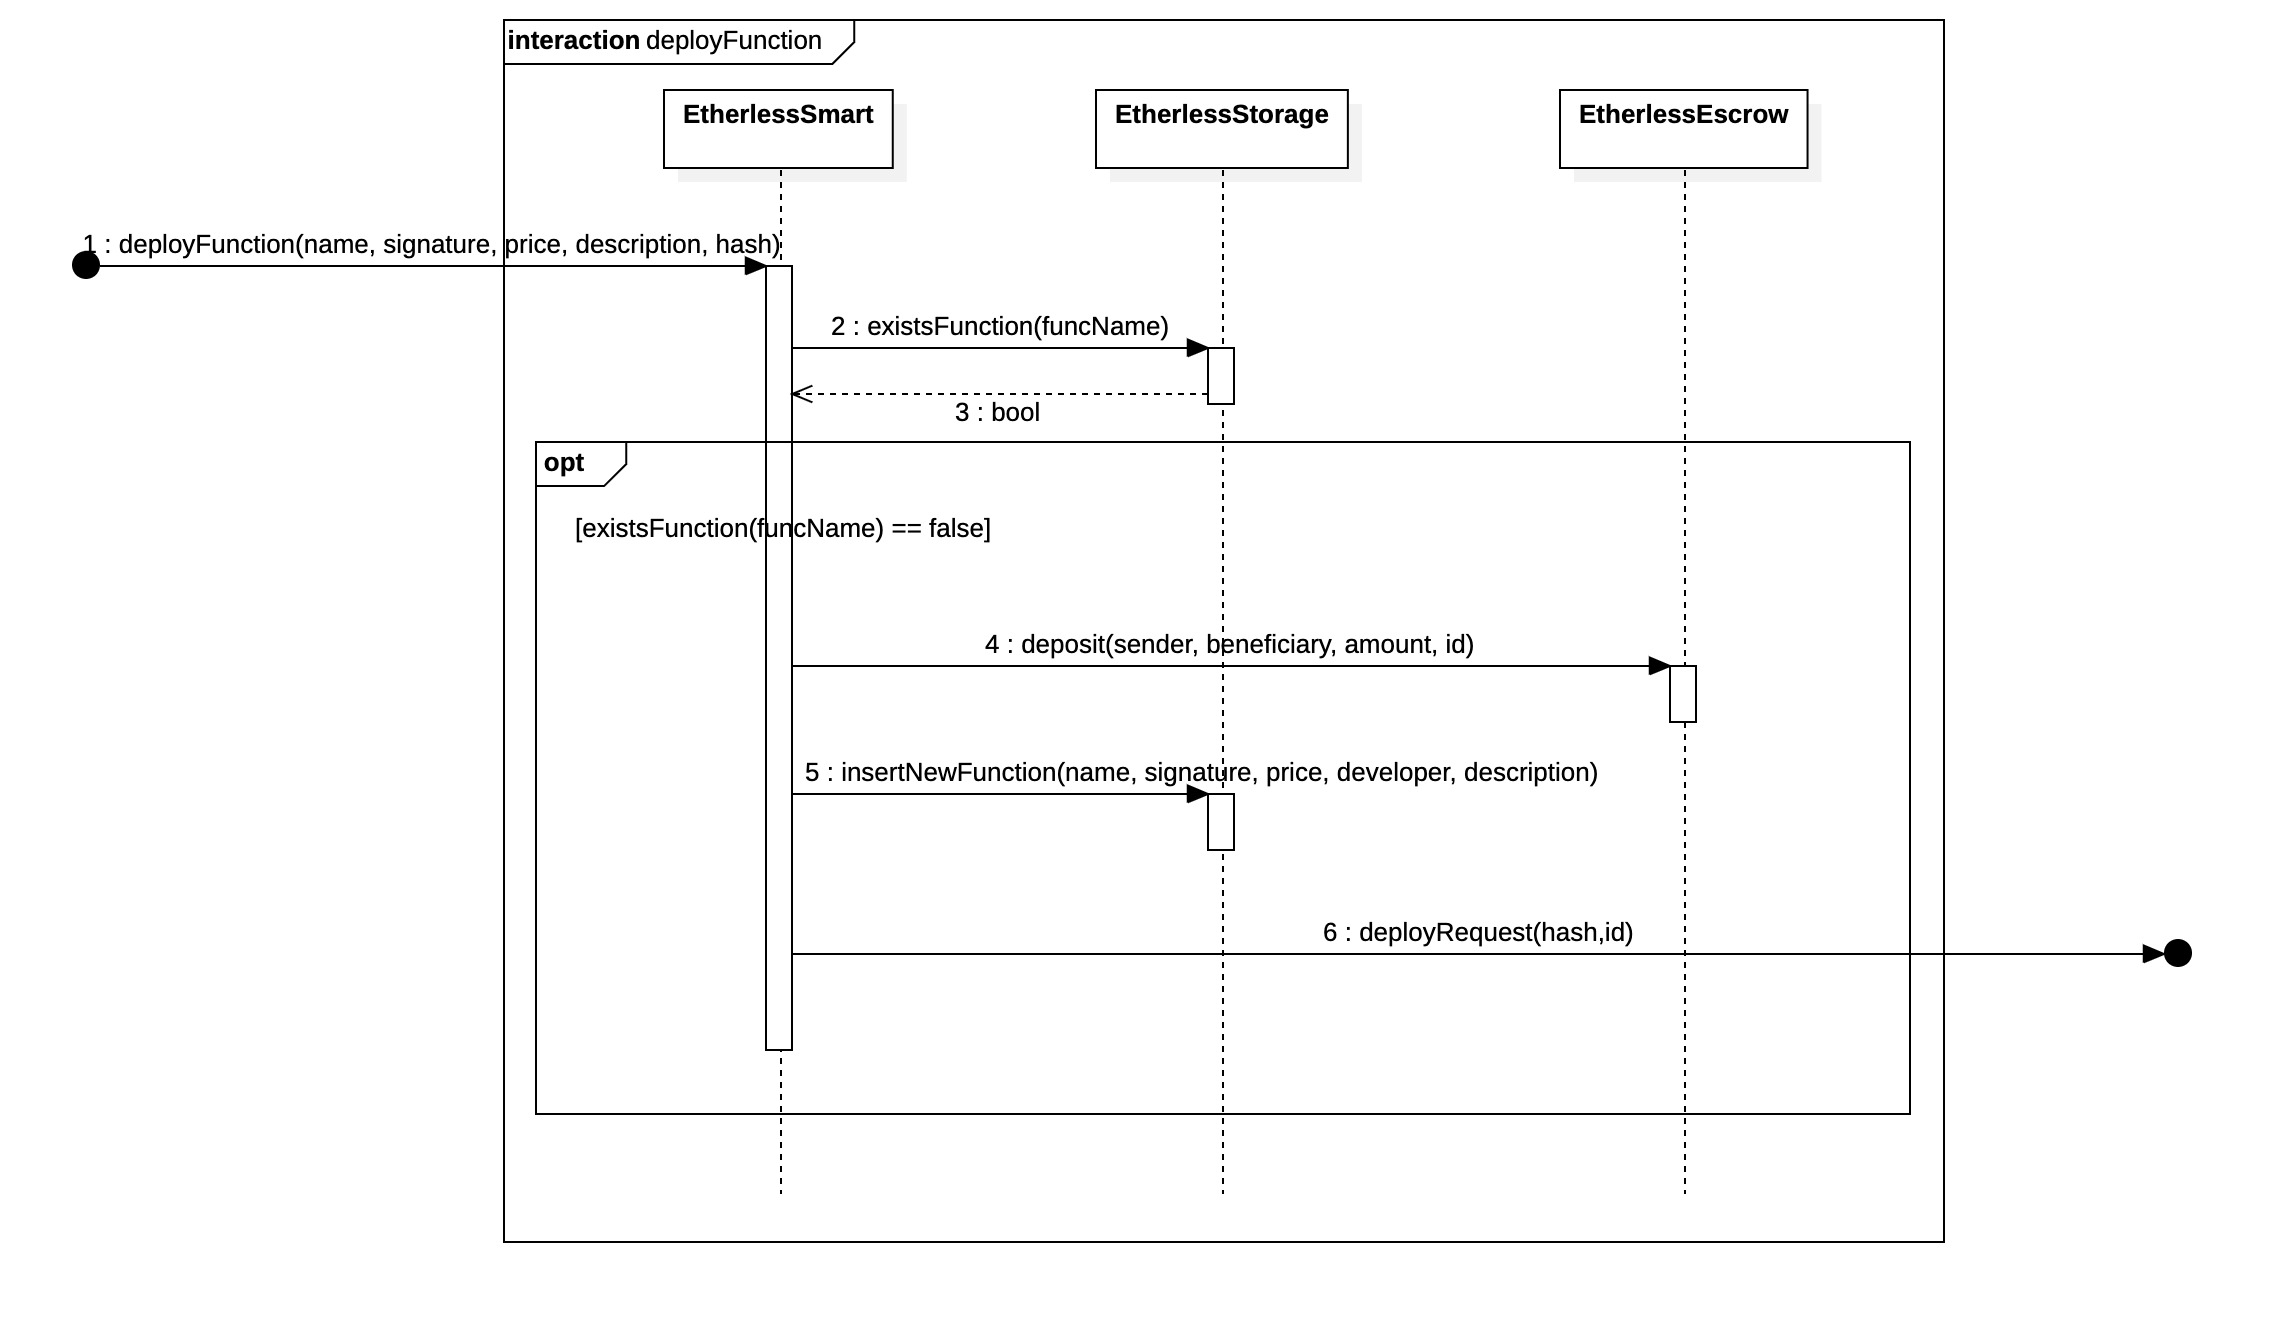 interaction deployFunction
EtherlessSmart
EtherlessStorage
EtherlessEscrow
1 : deployFunction(name, signature, price, description, hash)
2 : existsFunction(funcName)
3 : bool
opt
[existsFunction(funcName) == false]
4 : deposit(sender, beneficiary, amount, id)
5 : insertNewFunction(name, signature, price, developer, description)
6 : deployRequest(hash,id)